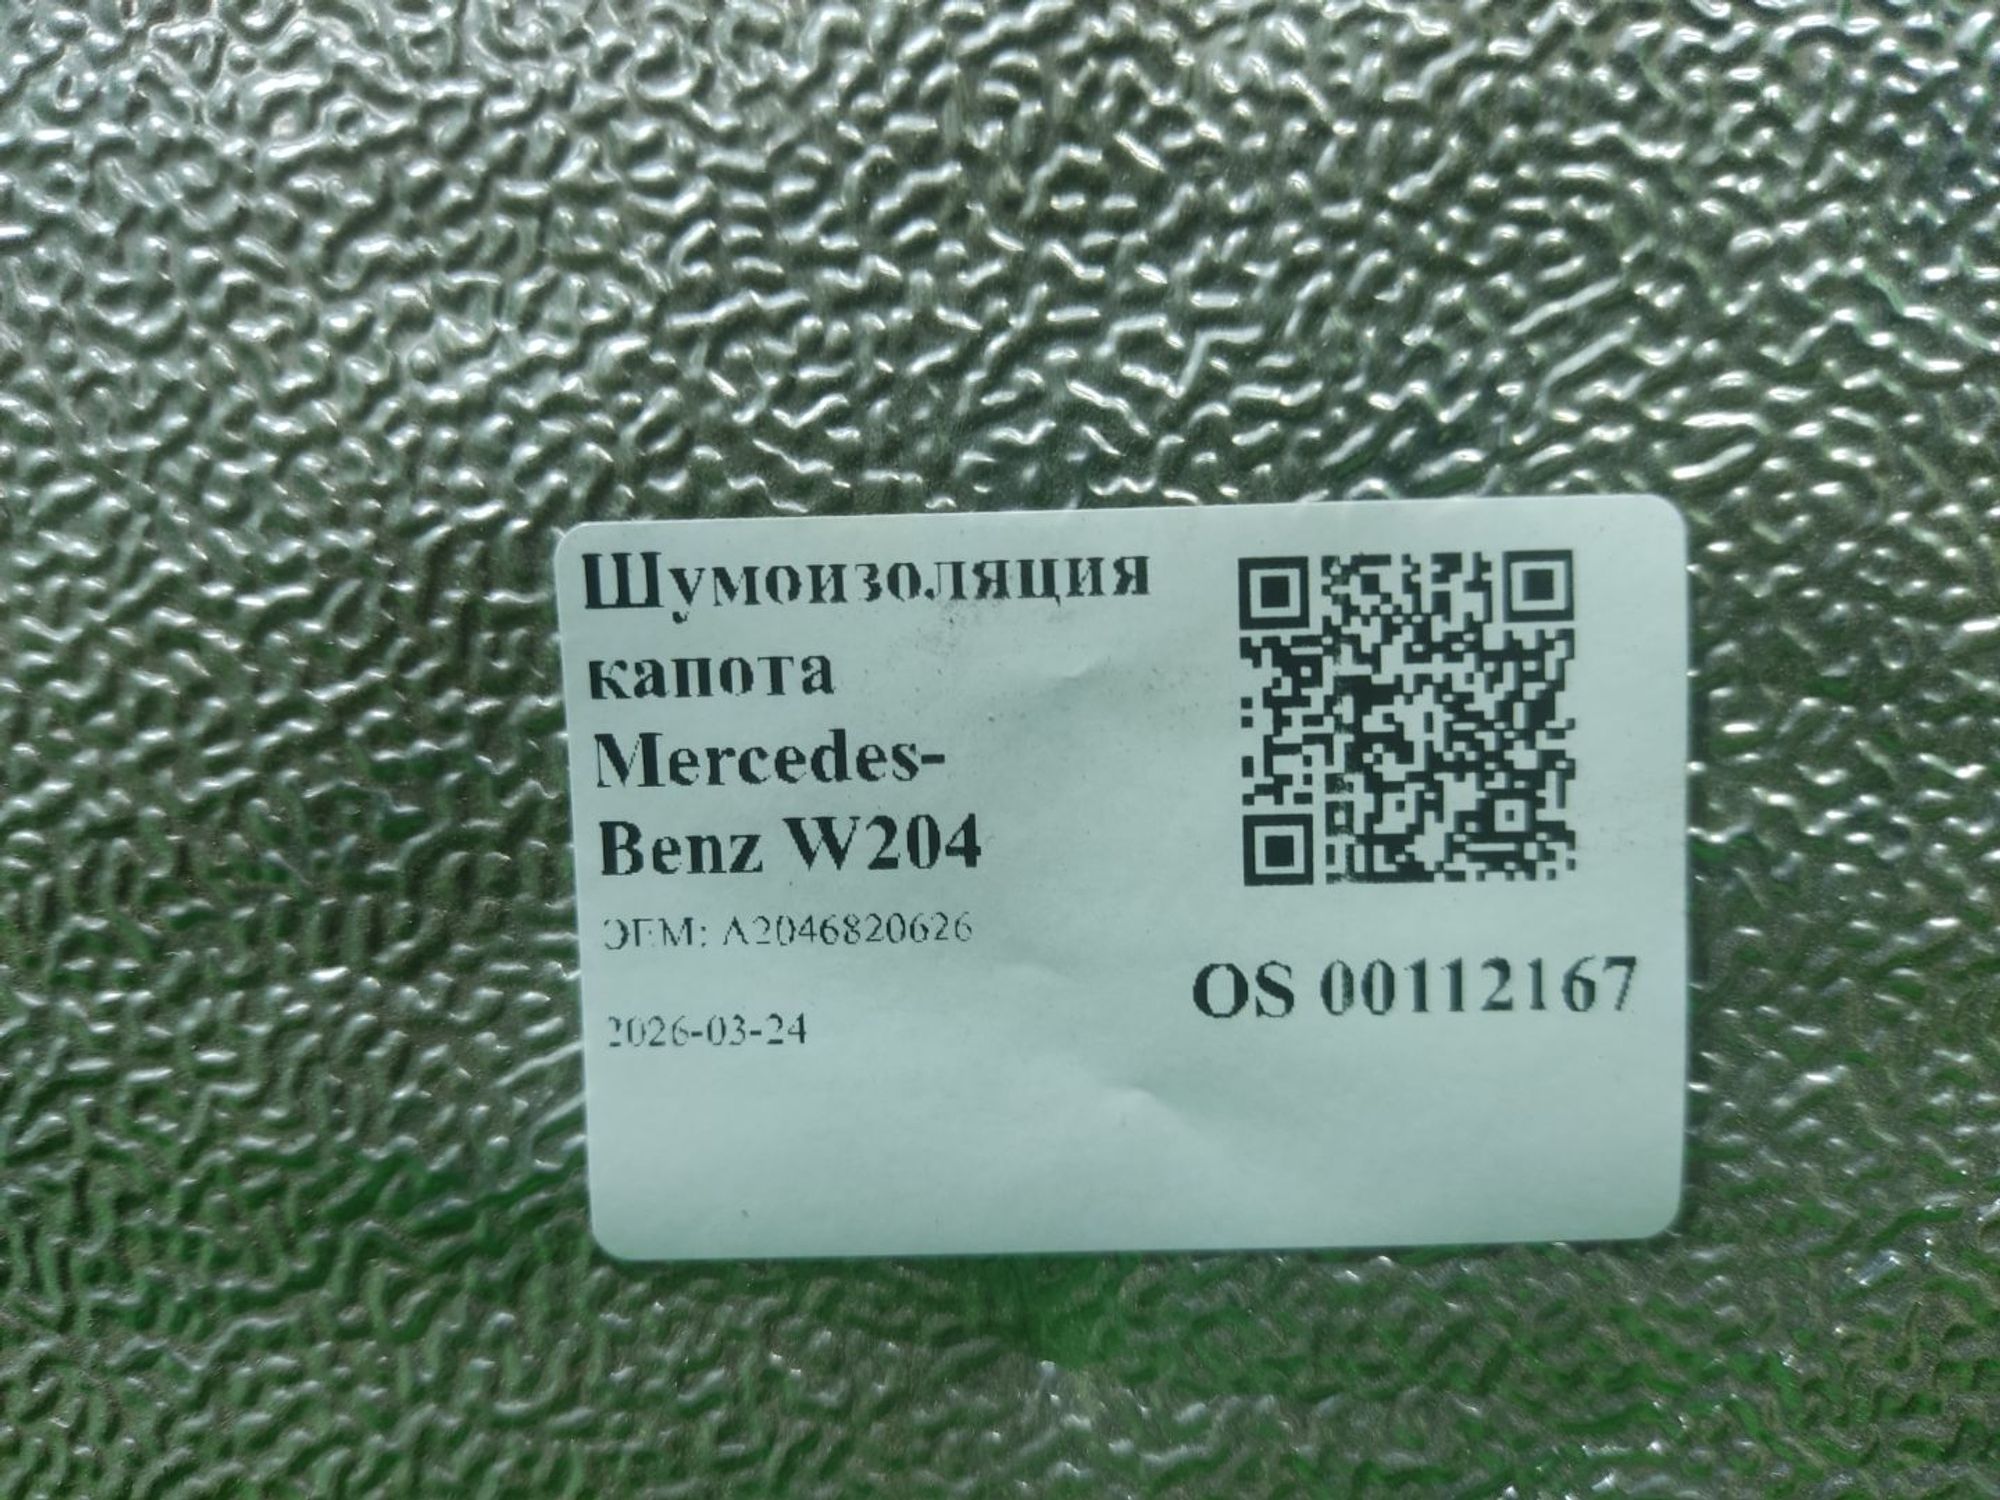 Шумоизоляция
капота
Mercedes-
Benz W204
ОЕМ: A2046820626
2026-03-24
OS 00112167